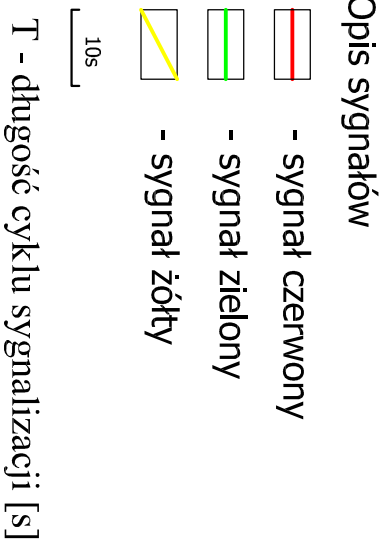 Opis sygnałów
- sygnał czerwony
- sygnał zielony
- sygnał żółty
10s
T - długość cyklu sygnalizacji [s]